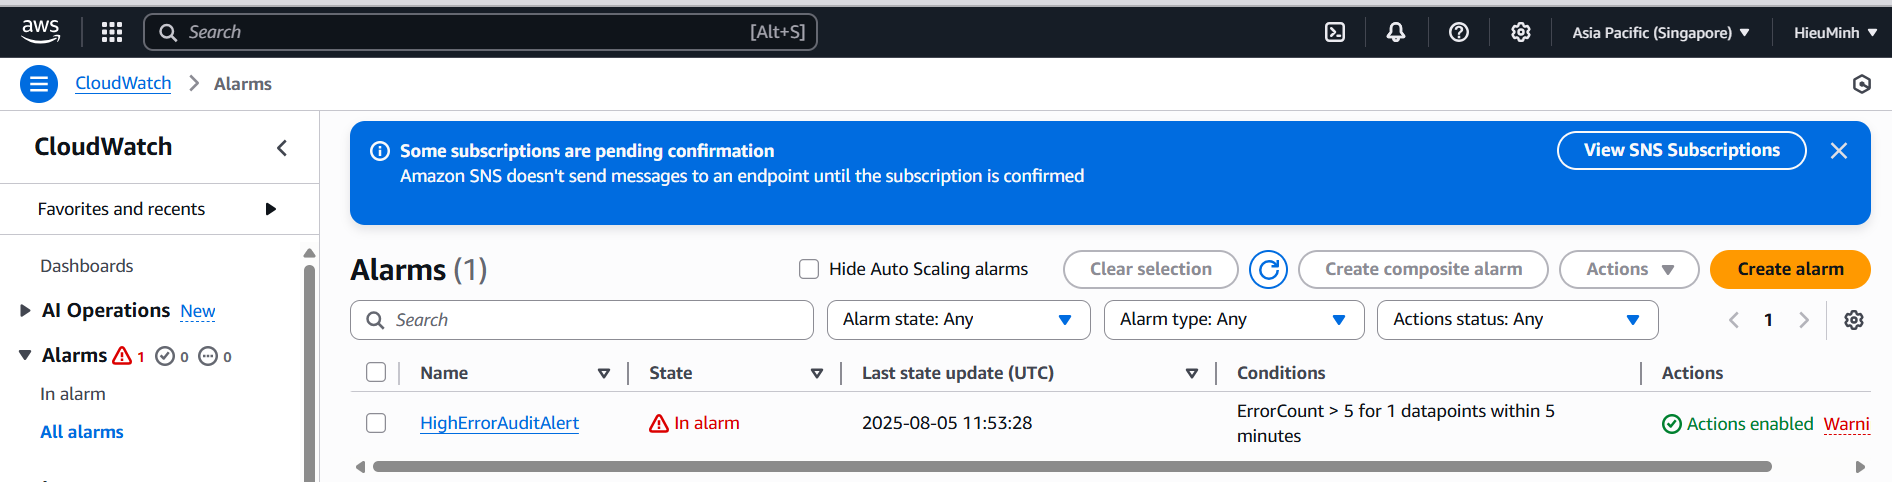 aws
Search
[Alt+S]
Asia Pacific (Singapore)
HieuMinh
CloudWatch
Alarms
CloudWatch
Favorites and recents
Dashboards
AI Operations New
Alarms 1 0 0
In alarm
All alarms
Some subscriptions are pending confirmation
Amazon SNS doesn't send messages to an endpoint until the subscription is confirmed
View SNS Subscriptions
Alarms (1)
Hide Auto Scaling alarms
Clear selection
Create composite alarm
Actions
Create alarm
Search
Alarm state: Any
Alarm type: Any
Actions status: Any
1
Name
State
Last state update (UTC)
Conditions
Actions
HighErrorAuditAlert
In alarm
2025-08-05 11:53:28
ErrorCount > 5 for 1 datapoints within 5
minutes
Actions enabled
Warni